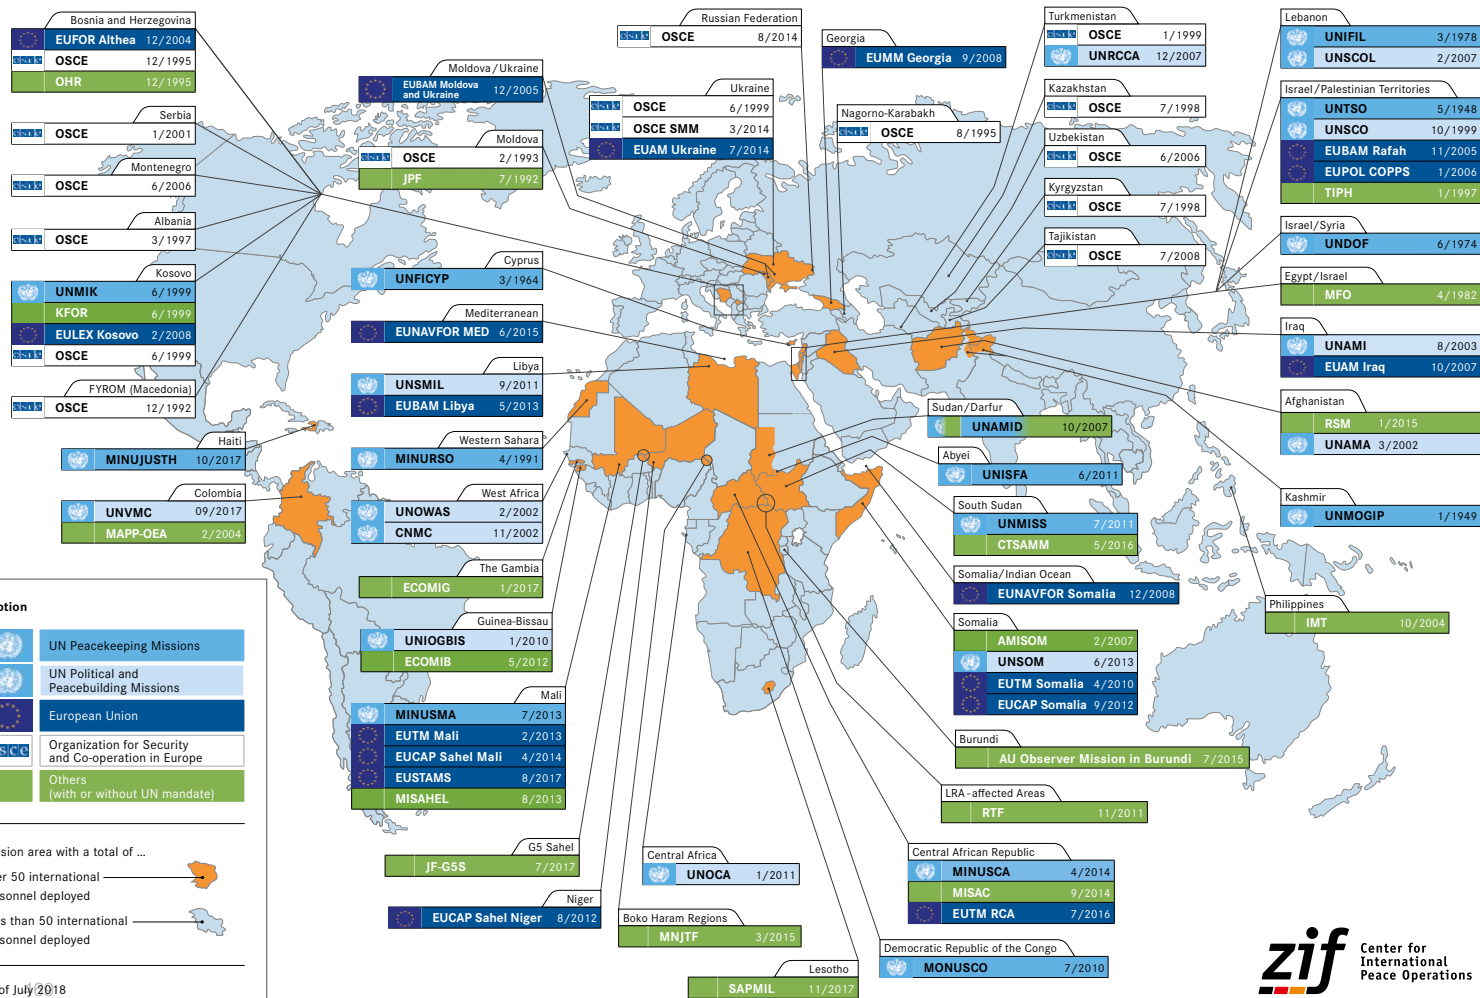 Bosnia and Herzegovina
EUFOR Althea 12/2004
OSCE 12/1995
OHR 12/1995
Serbia
OSCE 1/2001
Montenegro
OSCE 6/2006
Albania
OSCE 3/1997
Kosovo
UNMIK 6/1999
KFOR 6/1999
EULEX Kosovo 2/2008
OSCE 6/1999
FYROM (Macedonia)
OSCE 12/1992
Haiti
MINUJUSTH 10/2017
Colombia
UNVMC 09/2017
MAPP-OEA 2/2004
Moldova/Ukraine
EUBAM Moldova
and Ukraine 12/2005
Moldova
OSCE 2/1993
JPF 7/1992
Cyprus
UNFICYP 3/1964
Mediterranean
EUNAVFOR MED 6/2015
Libya
UNSMIL 9/2011
EUBAM Libya 5/2013
Western Sahara
MINURSO 4/1991
West Africa
UNOWAS 2/2002
CNMC 11/2002
The Gambia
ECOMIG 1/2017
Guinea-Bissau
UNIOGBIS 1/2010
ECOMIB 5/2012
Mali
MINUSMA 7/2013
EUTM Mali 2/2013
EUCAP Sahel Mali 4/2014
EUSTAMS 8/2017
MISAHEL 8/2013
G5 Sahel
JF-G5S 7/2017
Niger
EUCAP Sahel Niger 8/2012
Russian Federation
OSCE 8/2014
Ukraine
OSCE 6/1999
OSCE SMM 3/2014
EUAM Ukraine 7/2014
Georgia
EUMM Georgia 9/2008
Nagorno-Karabakh
OSCE 8/1995
Turkmenistan
OSCE 1/1999
UNRCCA 12/2007
Kazakhstan
OSCE 7/1998
Uzbekistan
OSCE 6/2006
Kyrgyzstan
OSCE 7/1998
Tajikistan
OSCE 7/2008
Lebanon
UNIFIL 3/1978
UNSCOL 2/2007
Israel/Palestinian Territories
UNTSO 5/1948
UNSCO 10/1999
EUBAM Rafah 11/2005
EUPOL COPPS 1/2006
TIPH 1/1997
Israel/Syria
UNDOF 6/1974
Egypt/Israel
MFO 4/1982
Iraq
UNAMI 8/2003
EUAM Iraq 10/2007
Afghanistan
RSM 1/2015
UNAMA 3/2002
Kashmir
UNMOGIP 1/1949
Philippines
IMT 10/2004
Sudan/Darfur
UNAMID 10/2007
Abyei
UNISFA 6/2011
South Sudan
UNMISS 7/2011
CTSAMM 5/2016
Somalia/Indian Ocean
EUNAVFOR Somalia 12/2008
Somalia
AMISOM 2/2007
UNSOM 6/2013
EUTM Somalia 4/2010
EUCAP Somalia 9/2012
Burundi
AU Observer Mission in Burundi 7/2015
LRA-affected Areas
RTF 11/2011
Central African Republic
MINUSCA 4/2014
MISAC 9/2014
EUTM RCA 7/2016
Democratic Republic of the Congo
MONUSCO 7/2010
Central Africa
UNOCA 1/2011
Boko Haram Regions
MNJTF 3/2015
Lesotho
SAPMIL 11/2017
ption
UN Peacekeeping Missions
UN Political and
Peacebuilding Missions
European Union
Organization for Security
and Co-operation in Europe
Others
(with or without UN mandate)
sion area with a total of ...
er 50 international
sonnel deployed
s than 50 international
sonnel deployed
of July 2018
zif Center for
International
Peace Operations